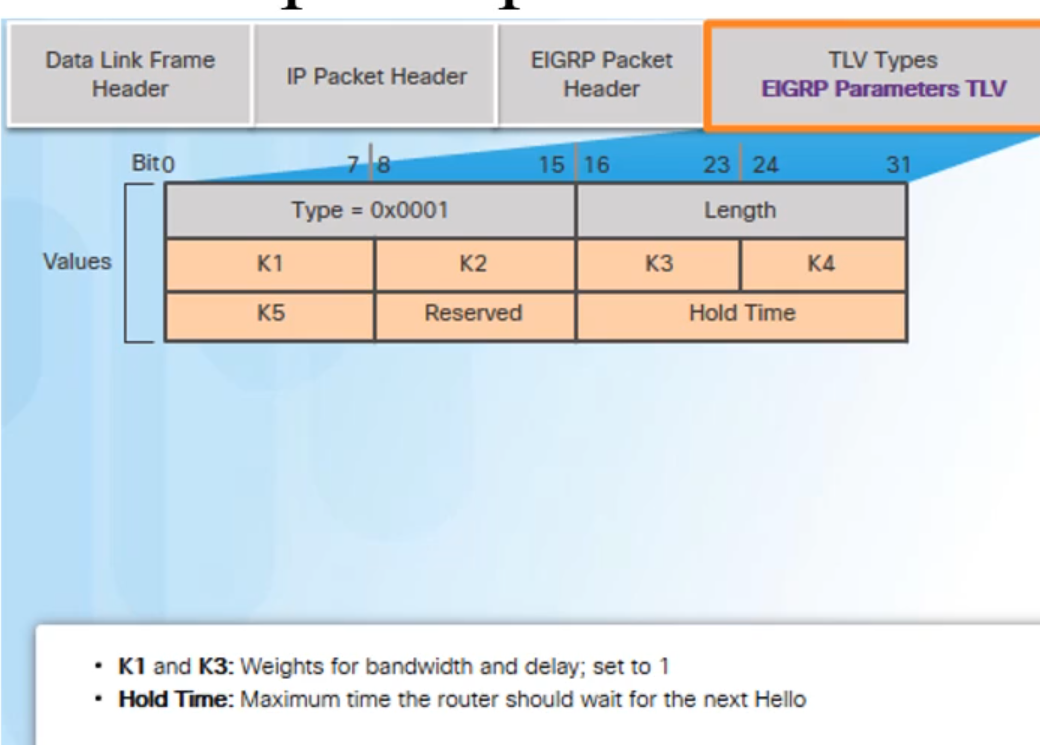 Data Link Frame
Header
IP Packet Header
EIGRP Packet
Header
TLV Types
EIGRP Parameters TLV
Bit 0 7 8 15 16 23 24 31
Values
Type = 0x0001 Length
K1 K2 K3 K4
K5 Reserved Hold Time
• K1 and K3: Weights for bandwidth and delay; set to 1
• Hold Time: Maximum time the router should wait for the next Hello